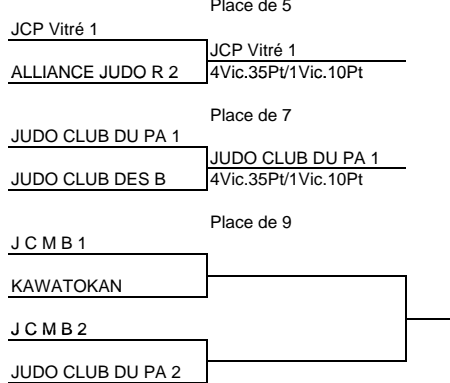 Place de 5
JCP Vitré 1
JCP Vitré 1
ALLIANCE JUDO R 2
4Vic.35Pt/1Vic.10Pt
Place de 7
JUDO CLUB DU PA 1
JUDO CLUB DU PA 1
JUDO CLUB DES B
4Vic.35Pt/1Vic.10Pt
Place de 9
J C M B 1
KAWATOKAN
J C M B 2
JUDO CLUB DU PA 2